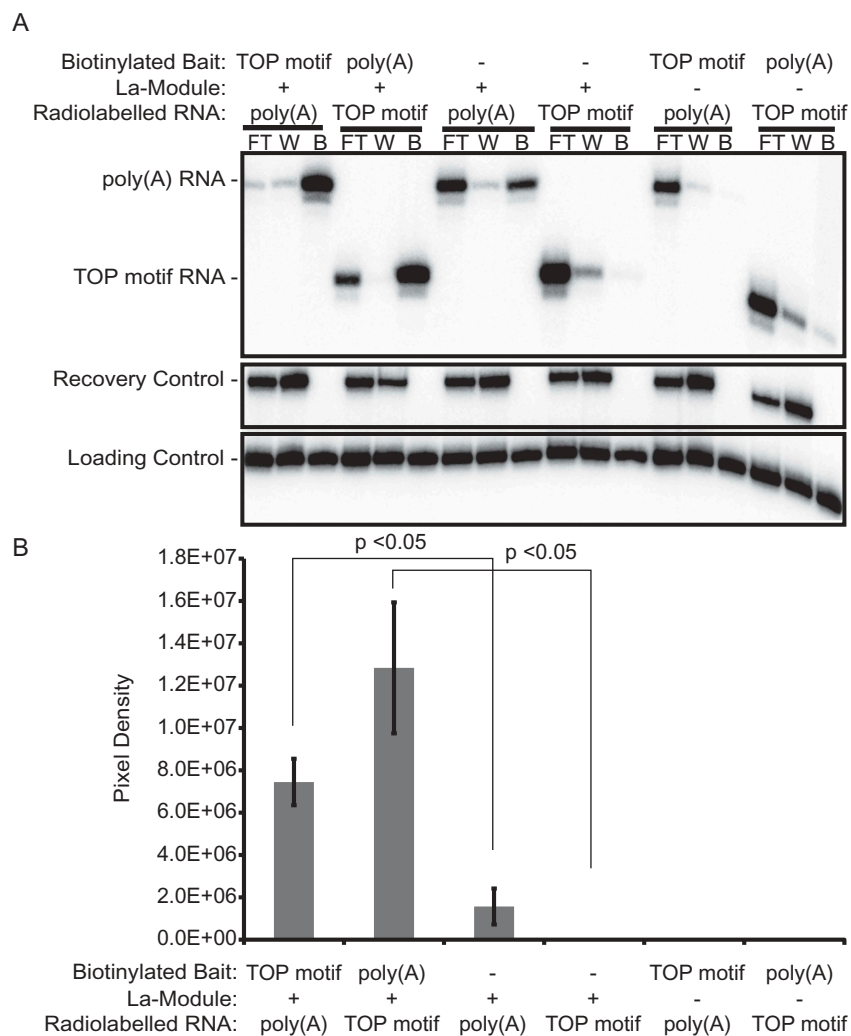 A
Biotinylated Bait: TOP motif poly(A) - - TOP motif poly(A)
La-Module: + + + + - -
Radiolabelled RNA: poly(A) TOP motif poly(A) TOP motif poly(A) TOP motif
FT W B FT W B FT W B FT W B FT W B FT W B
poly(A) RNA -
TOP motif RNA -
Recovery Control -
Loading Control -
B
p <0.05
p <0.05
1.8E+07
1.6E+07
1.4E+07
1.2E+07
1.0E+07
8.0E+06
6.0E+06
4.0E+06
2.0E+06
0.0E+00
Pixel Density
Biotinylated Bait: TOP motif poly(A) - - TOP motif poly(A)
La-Module: + + + + - -
Radiolabelled RNA: poly(A) TOP motif poly(A) TOP motif poly(A) TOP motif